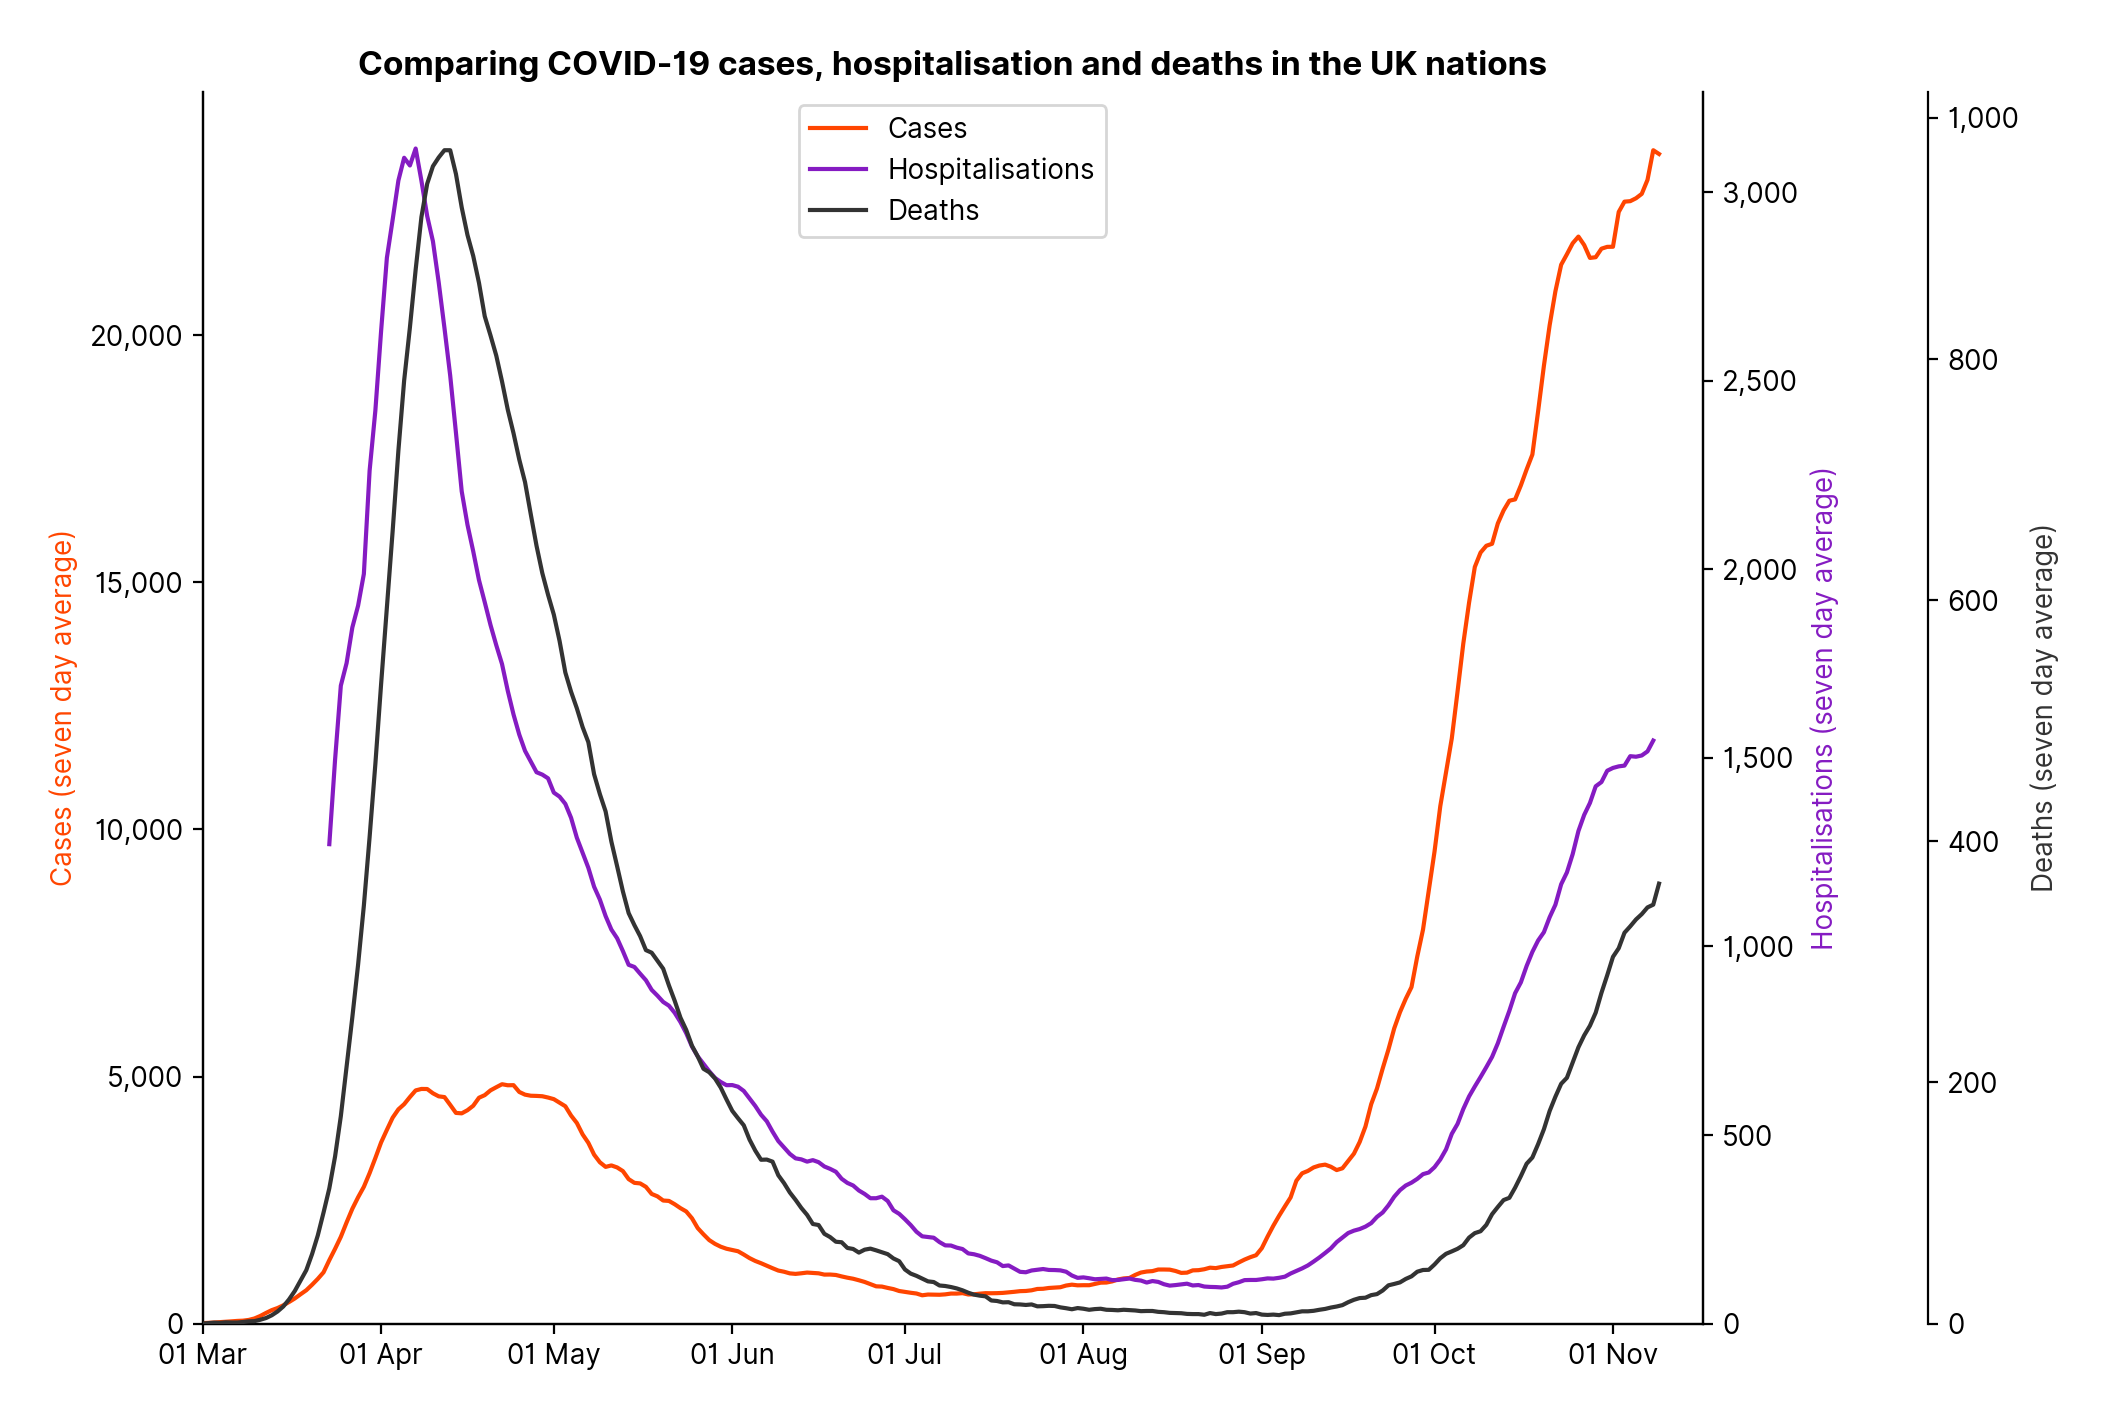 Comparing COVID-19 cases, hospitalisation and deaths in the UK nations
Cases
Hospitalisations
Deaths
Cases (seven day average)
20,000
15,000
10,000
5,000
0
01 Mar
01 Apr
01 May
01 Jun
01 Jul
01 Aug
01 Sep
01 Oct
01 Nov
3,000
2,500
2,000
1,500
1,000
500
0
Hospitalisations (seven day average)
1,000
800
600
400
200
0
Deaths (seven day average)